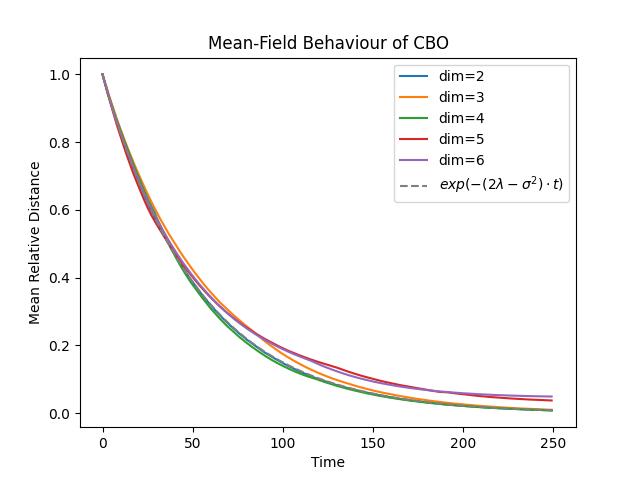 Mean-Field Behaviour of CBO
Mean Relative Distance
1.0
0.8
0.6
0.4
0.2
0.0
dim=2
dim=3
dim=4
dim=5
dim=6
exp(−(2λ − σ²) · t)
0 50 100 150 200 250
Time